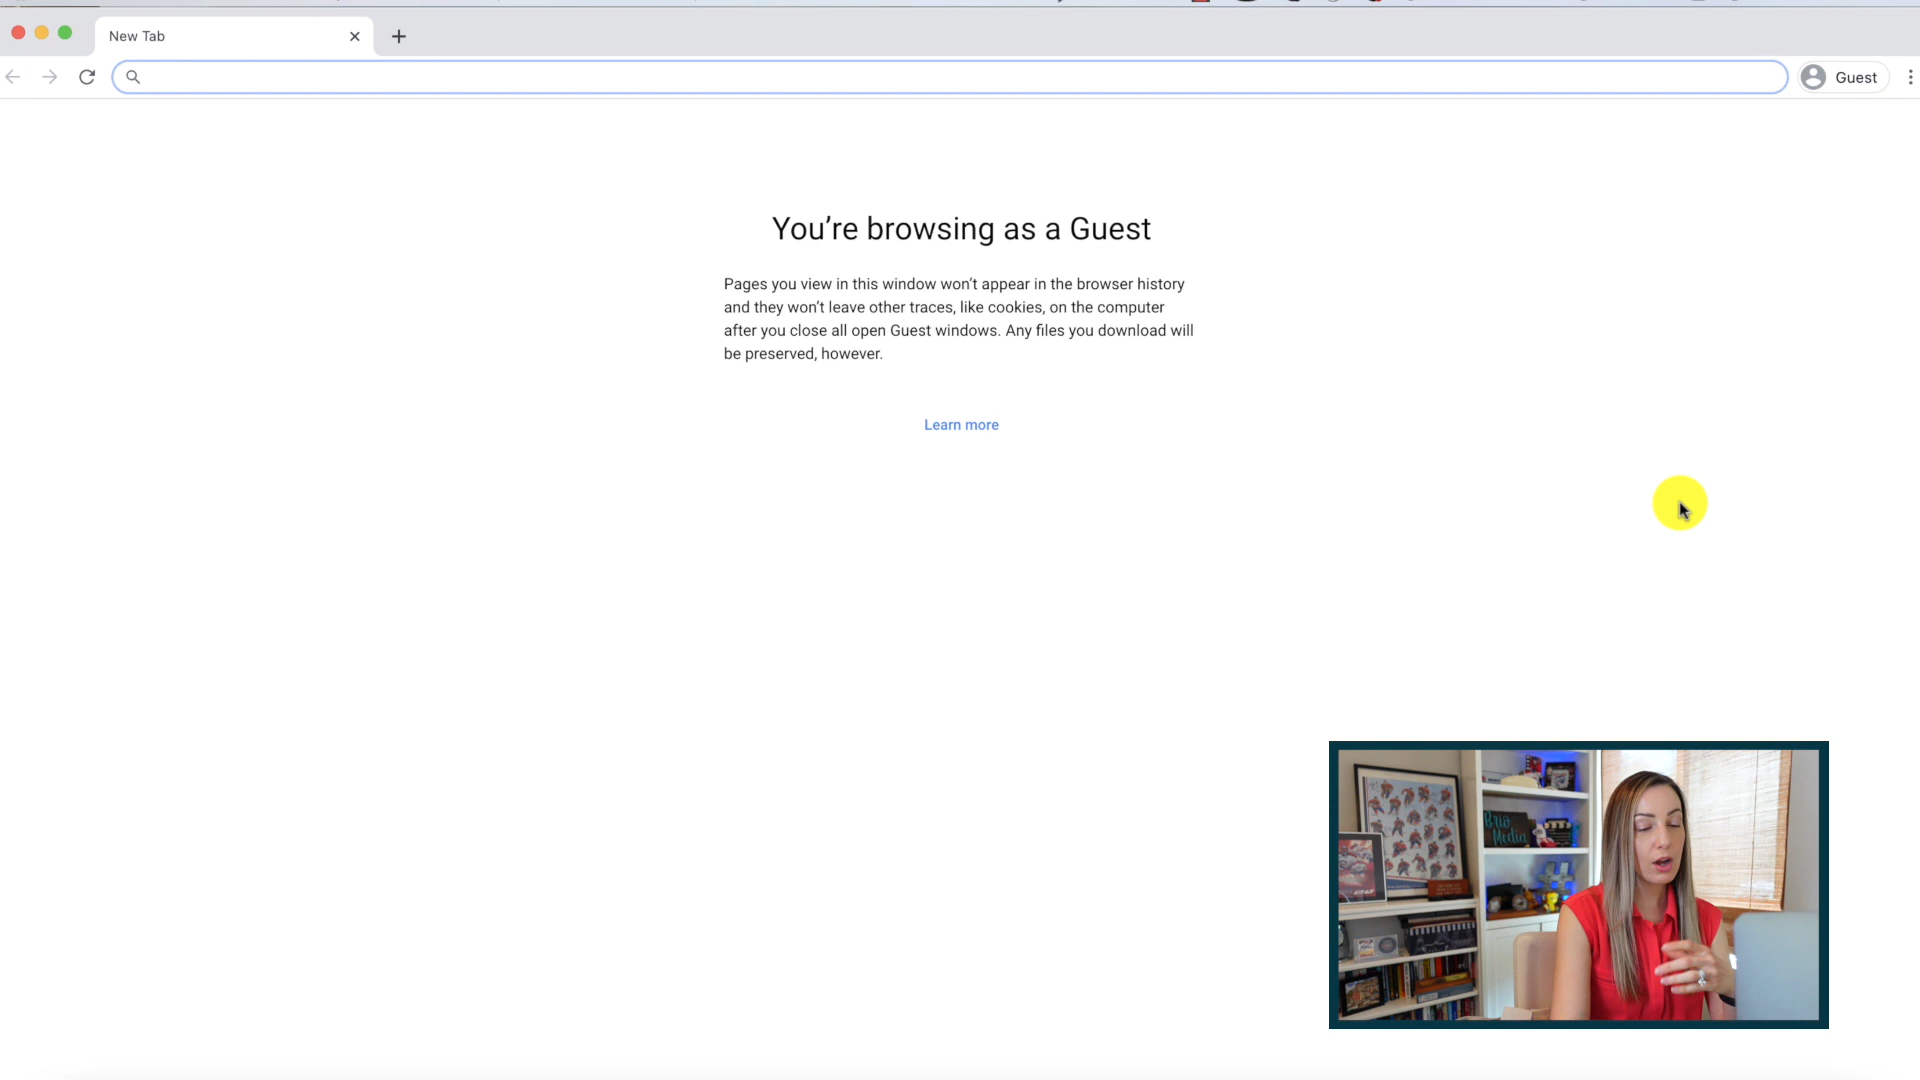 New Tab
Guest
You’re browsing as a Guest
Pages you view in this window won’t appear in the browser history
and they won’t leave other traces, like cookies, on the computer
after you close all open Guest windows. Any files you download will
be preserved, however.
Learn more
Brio
Media